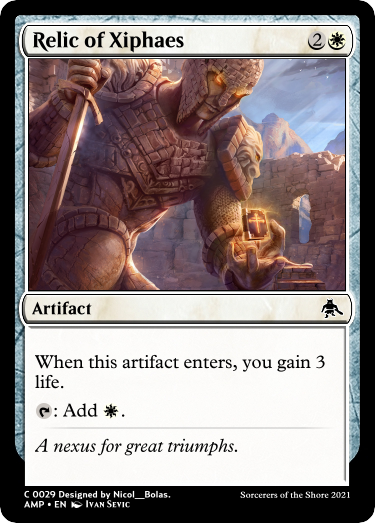 Relic of Xiphaes 2
Artifact
When this artifact enters, you gain 3
life.
: Add .
A nexus for great triumphs.
C 0029 Designed by Nicol__Bolas.
AMP • EN Ivan Sevic
Sorcerers of the Shore 2021